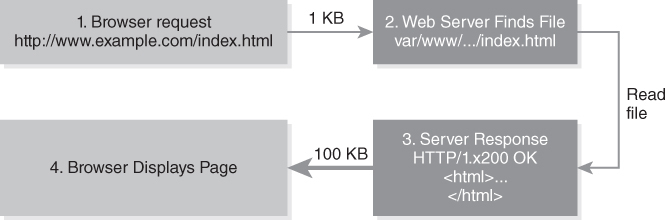 1. Browser request
http://www.example.com/index.html
1 KB
2. Web Server Finds File
var/www/.../index.html
Read
file
3. Server Response
HTTP/1.x200 OK
<html>...
</html>
100 KB
4. Browser Displays Page